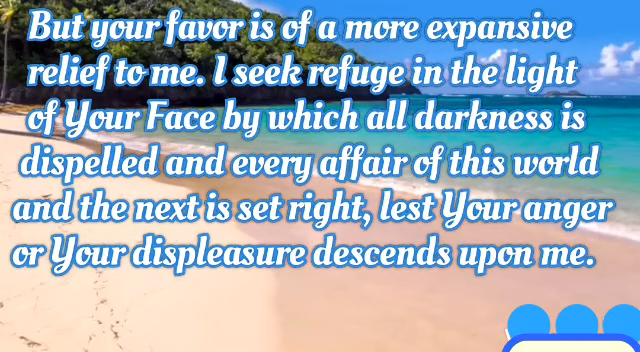 But your favor is of a more expansive
relief to me. I seek refuge in the light
of Your Face by which all darkness is
dispelled and every affair of this world
and the next is set right, lest Your anger
or Your displeasure descends upon me.